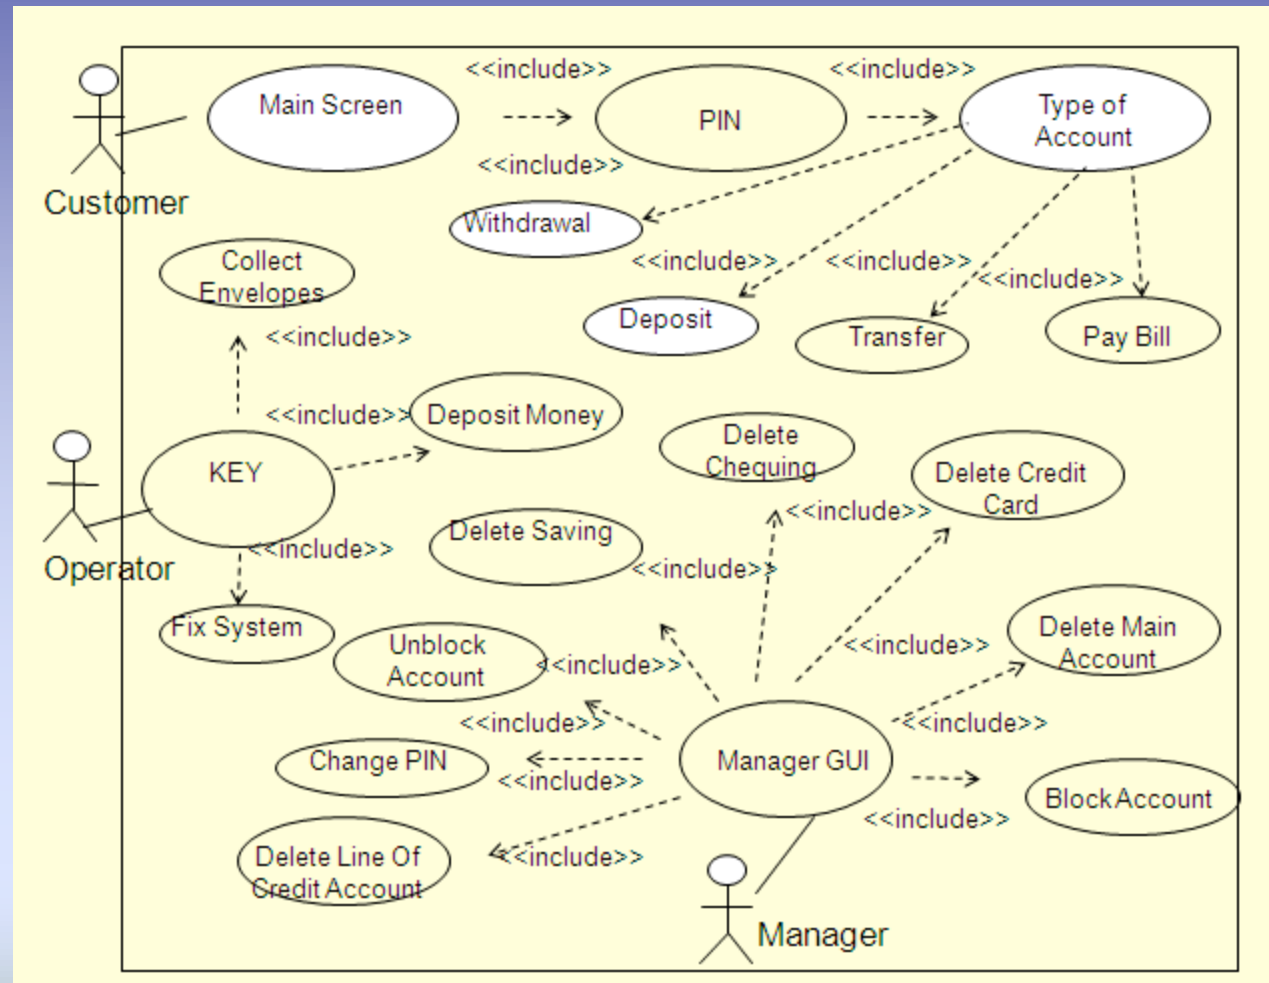 <<include>>
<<include>>
Main Screen
PIN
Type of
Account
<<include>>
Customer
Withdrawal
Collect
Envelopes
<<include>>
<<include>>
<<include>>
Deposit
Transfer
Pay Bill
<<include>>
<<include>>
Deposit Money
KEY
Delete
Chequing
Delete Credit
Card
<<include>>
Delete Saving
<<include>>
Operator
<<include>>
Fix System
Unblock
Account
<<include>>
<<include>>
Delete Main
Account
<<include>>
<<include>>
Change PIN
<<include>>
Manager GUI
Block Account
<<include>>
Delete Line Of
Credit Account
<<include>>
Manager